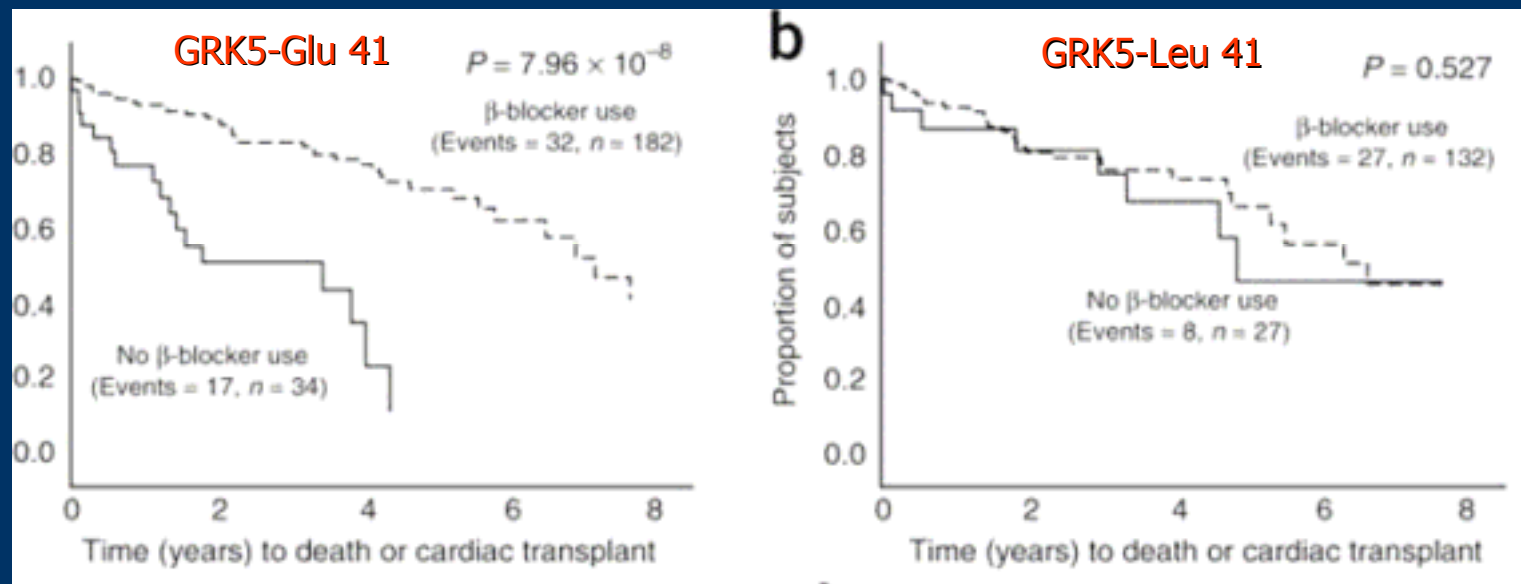 GRK5-Glu 41
P = 7.96 × 10⁻⁸
β-blocker use
(Events = 32, n = 182)
1.0
0.8
0.6
0.4
0.2
0.0
No β-blocker use
(Events = 17, n = 34)
0 2 4 6 8
Time (years) to death or cardiac transplant
b
GRK5-Leu 41
P = 0.527
β-blocker use
(Events = 27, n = 132)
Proportion of subjects
1.0
0.8
0.6
0.4
0.2
0.0
No β-blocker use
(Events = 8, n = 27)
0 2 4 6 8
Time (years) to death or cardiac transplant